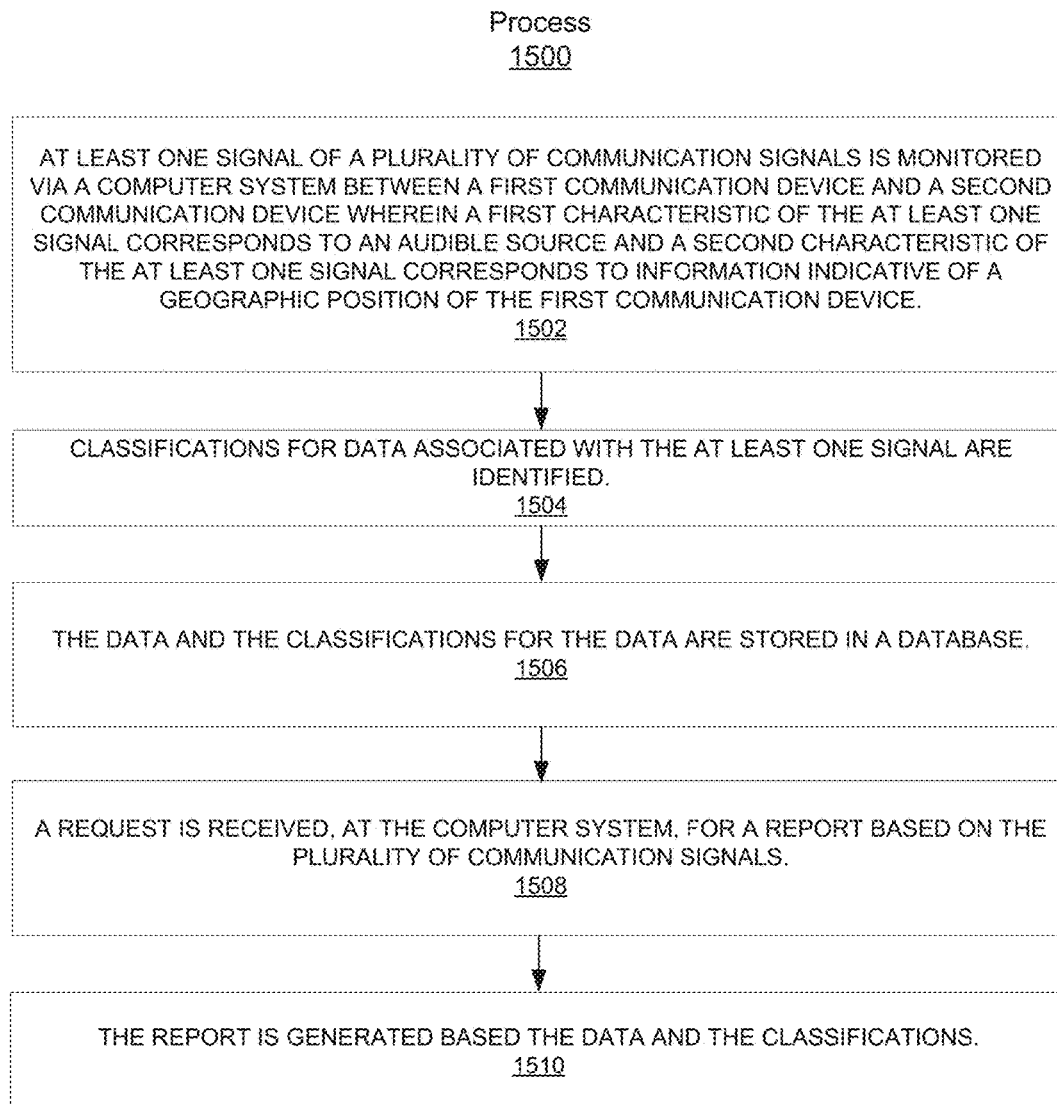 Process
1500
AT LEAST ONE SIGNAL OF A PLURALITY OF COMMUNICATION SIGNALS IS MONITORED
VIA A COMPUTER SYSTEM BETWEEN A FIRST COMMUNICATION DEVICE AND A SECOND
COMMUNICATION DEVICE WHEREIN A FIRST CHARACTERISTIC OF THE AT LEAST ONE
SIGNAL CORRESPONDS TO AN AUDIBLE SOURCE AND A SECOND CHARACTERISTIC OF
THE AT LEAST ONE SIGNAL CORRESPONDS TO INFORMATION INDICATIVE OF A
GEOGRAPHIC POSITION OF THE FIRST COMMUNICATION DEVICE.
1502
CLASSIFICATIONS FOR DATA ASSOCIATED WITH THE AT LEAST ONE SIGNAL ARE
IDENTIFIED.
1504
THE DATA AND THE CLASSIFICATIONS FOR THE DATA ARE STORED IN A DATABASE.
1506
A REQUEST IS RECEIVED, AT THE COMPUTER SYSTEM, FOR A REPORT BASED ON THE
PLURALITY OF COMMUNICATION SIGNALS.
1508
THE REPORT IS GENERATED BASED THE DATA AND THE CLASSIFICATIONS.
1510